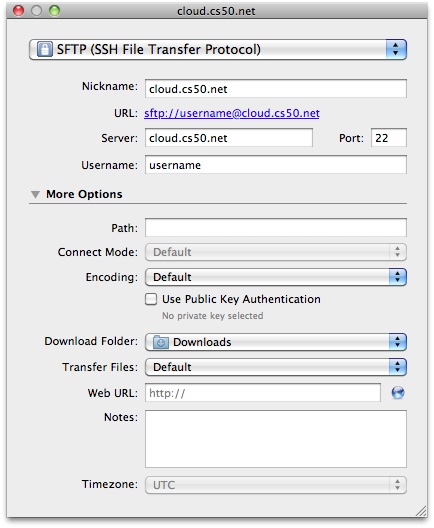 cloud.cs50.net
SFTP (SSH File Transfer Protocol)
Nickname: cloud.cs50.net
URL: sftp://username@cloud.cs50.net
Server: cloud.cs50.net Port: 22
Username: username
More Options
Path:
Connect Mode: Default
Encoding: Default
Use Public Key Authentication
No private key selected
Download Folder: Downloads
Transfer Files: Default
Web URL: http://
Notes:
Timezone: UTC